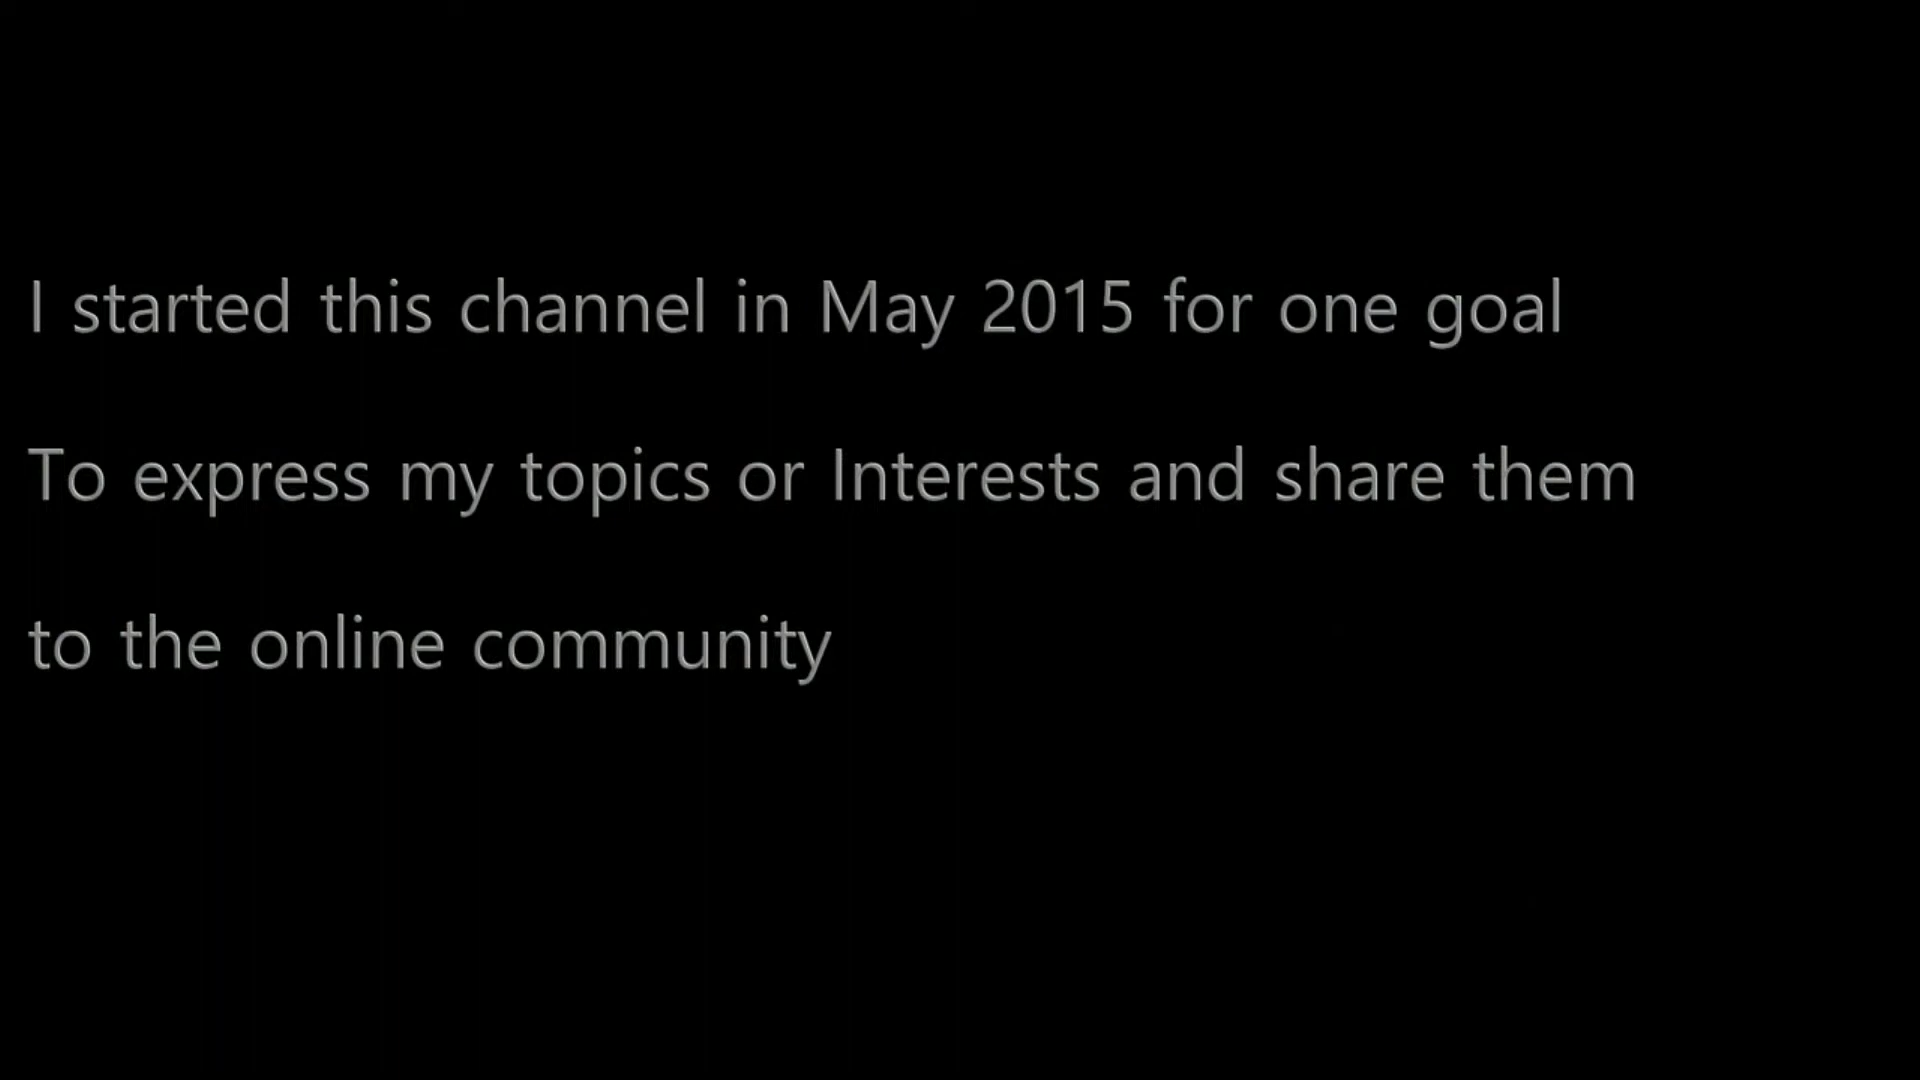 I started this channel in May 2015 for one goal
To express my topics or Interests and share them
to the online community